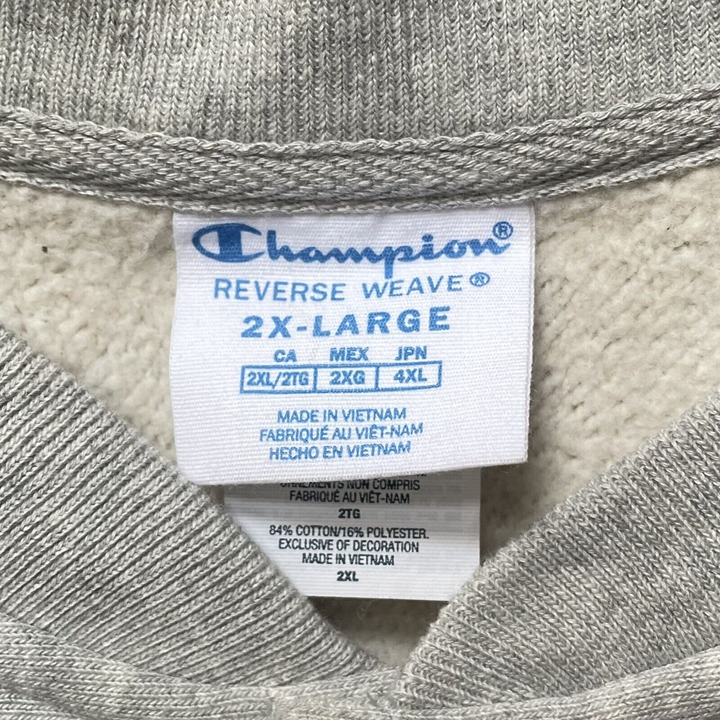 Champion®
REVERSE WEAVE®
2X-LARGE
CA MEX JPN
2XL/2TG 2XG 4XL
MADE IN VIETNAM
FABRIQUÉ AU VIÊT-NAM
HECHO EN VIETNAM
ORNEMENTS NON COMPRIS
FABRIQUÉ AU VIÊT-NAM
2TG
84% COTTON/16% POLYESTER.
EXCLUSIVE OF DECORATION
MADE IN VIETNAM
2XL